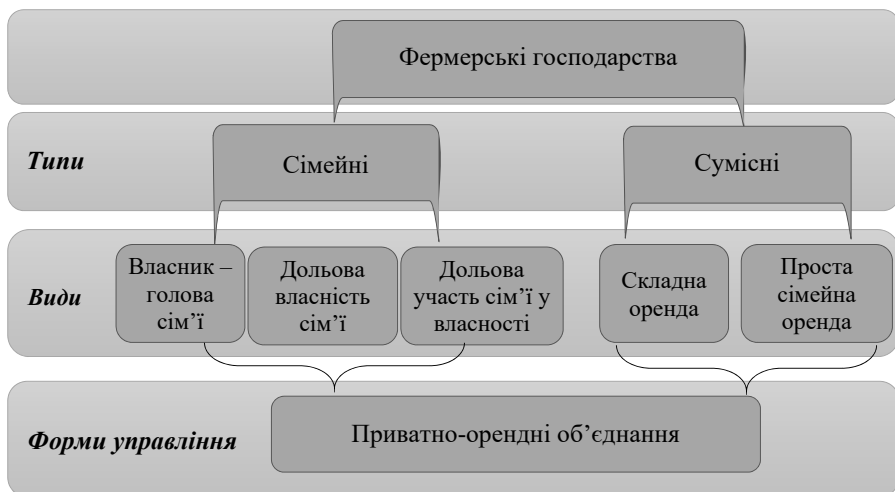 Фермерські господарства
Типи
Сімейні
Сумісні
Види
Власник –
голова
сім’ї
Дольова
власність
сім’ї
Дольова
участь сім’ї у
власності
Складна
оренда
Проста
сімейна
оренда
Форми управління
Приватно-орендні об’єднання